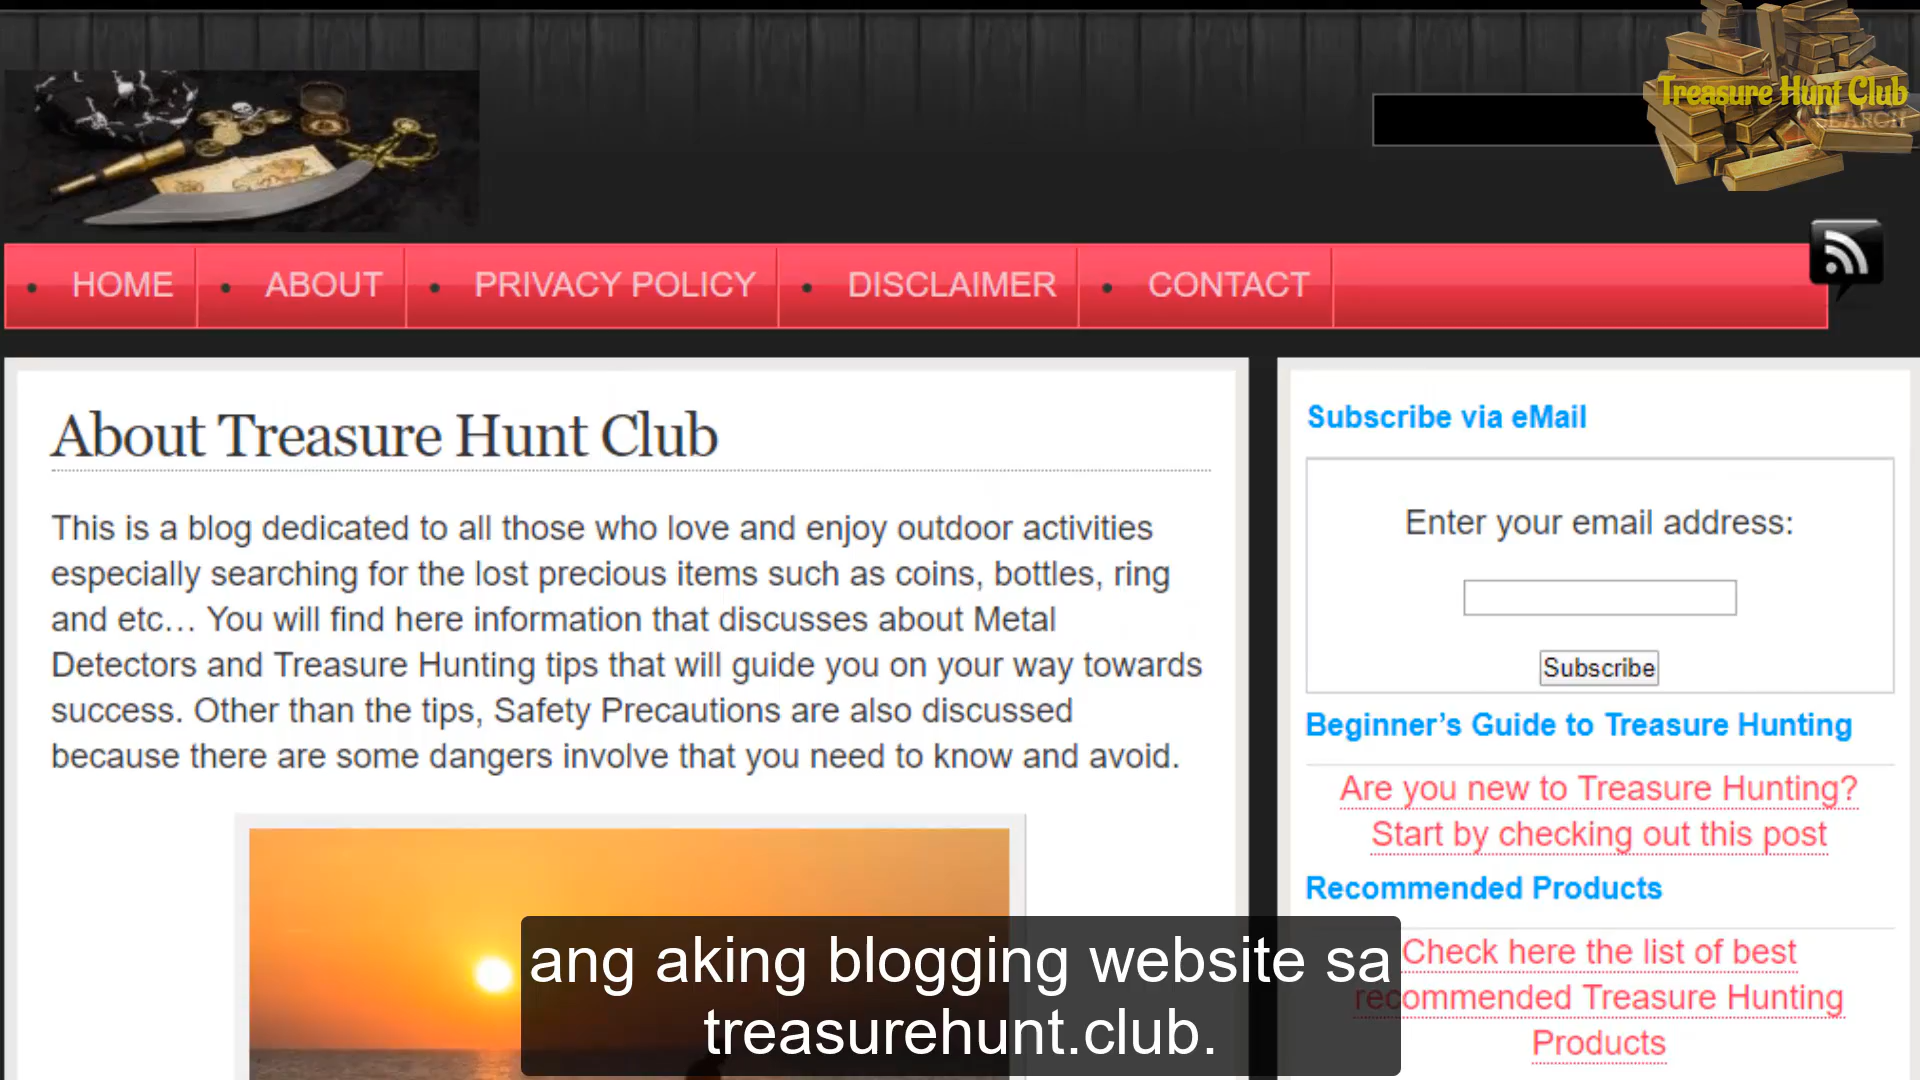 Treasure Hunt Club
SEARCH
HOME
ABOUT
PRIVACY POLICY
DISCLAIMER
CONTACT
About Treasure Hunt Club
This is a blog dedicated to all those who love and enjoy outdoor activities
especially searching for the lost precious items such as coins, bottles, ring
and etc… You will find here information that discusses about Metal
Detectors and Treasure Hunting tips that will guide you on your way towards
success. Other than the tips, Safety Precautions are also discussed
because there are some dangers involve that you need to know and avoid.
Subscribe via eMail
Enter your email address:
Subscribe
Beginner’s Guide to Treasure Hunting
Are you new to Treasure Hunting?
Start by checking out this post
Recommended Products
Check here the list of best
recommended Treasure Hunting
Products
ang aking blogging website sa
treasurehunt.club.